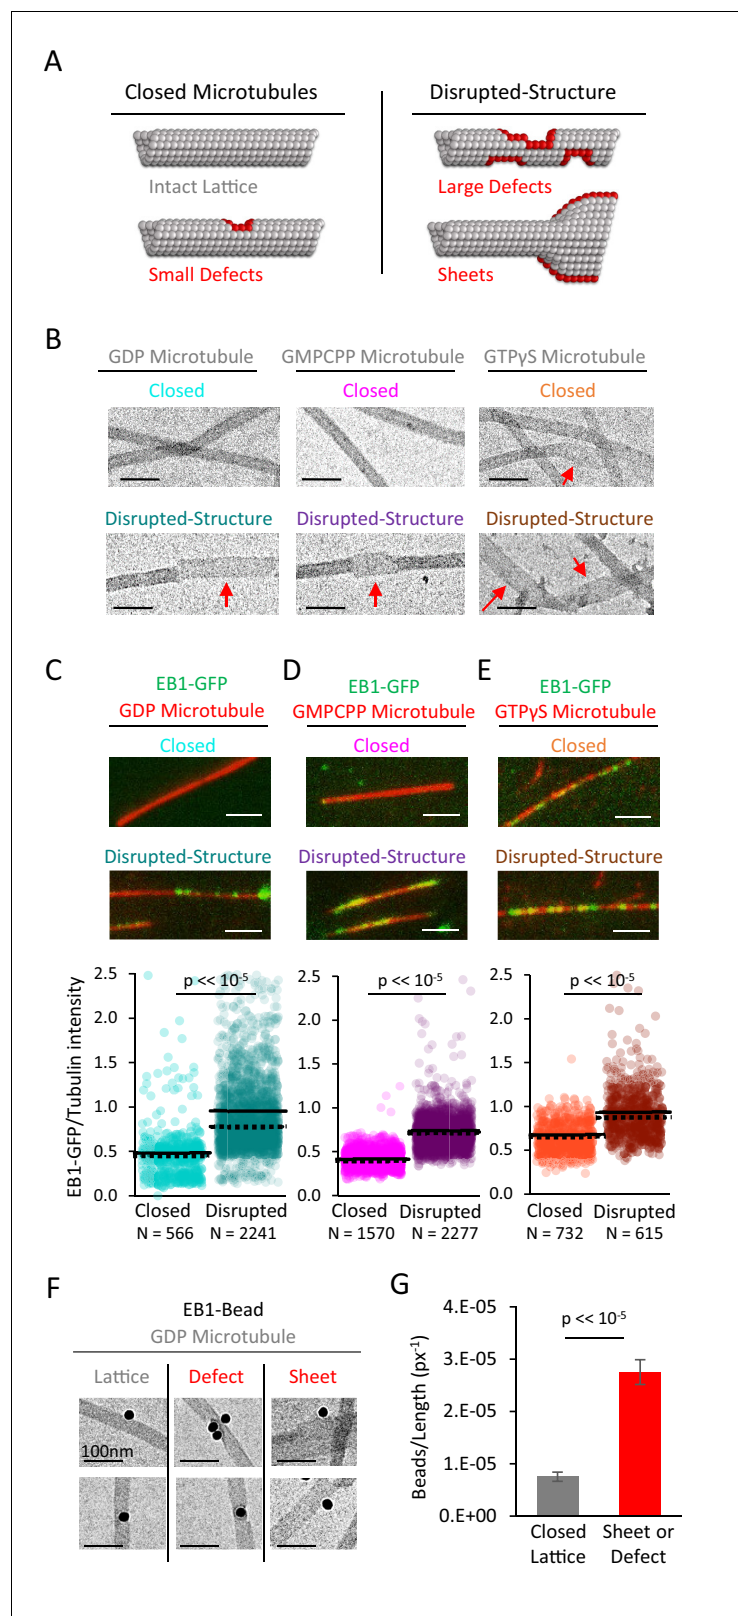 A
Closed Microtubules
Disrupted-Structure
Intact Lattice
Large Defects
Small Defects
Sheets
B
GDP Microtubule
GMPCPP Microtubule
GTPγS Microtubule
Closed
Closed
Closed
Disrupted-Structure
Disrupted-Structure
Disrupted-Structure
C
D
E
EB1-GFP
EB1-GFP
EB1-GFP
GDP Microtubule
GMPCPP Microtubule
GTPγS Microtubule
Closed
Closed
Closed
Disrupted-Structure
Disrupted-Structure
Disrupted-Structure
EB1-GFP/Tubulin intensity
2.5
2.0
1.5
1.0
0.5
0.0
p << 10⁻⁵
Closed
Disrupted
N = 566
N = 2241
2.5
2.0
1.5
1.0
0.5
0.0
p << 10⁻⁵
Closed
Disrupted
N = 1570
N = 2277
2.5
2.0
1.5
1.0
0.5
0.0
p << 10⁻⁵
Closed
Disrupted
N = 732
N = 615
F
EB1-Bead
GDP Microtubule
Lattice
Defect
Sheet
100nm
G
Beads/Length (px⁻¹)
4.E-05
3.E-05
2.E-05
1.E-05
0.E+00
p << 10⁻⁵
Closed
Lattice
Sheet or
Defect